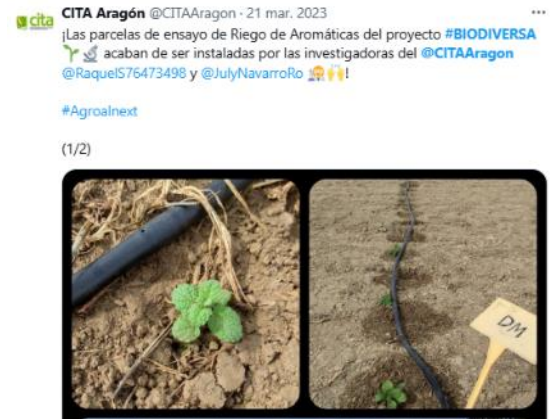 cita
CITA Aragón @CITAAragon · 21 mar. 2023
¡Las parcelas de ensayo de Riego de Aromáticas del proyecto #BIODIVERSA
🌱🔬 acaban de ser instaladas por las investigadoras del @CITAAragon
@RaquelS76473498 y @JulyNavarroRo 👩‍🔬🙌!
#Agroalnext
(1/2)
DM